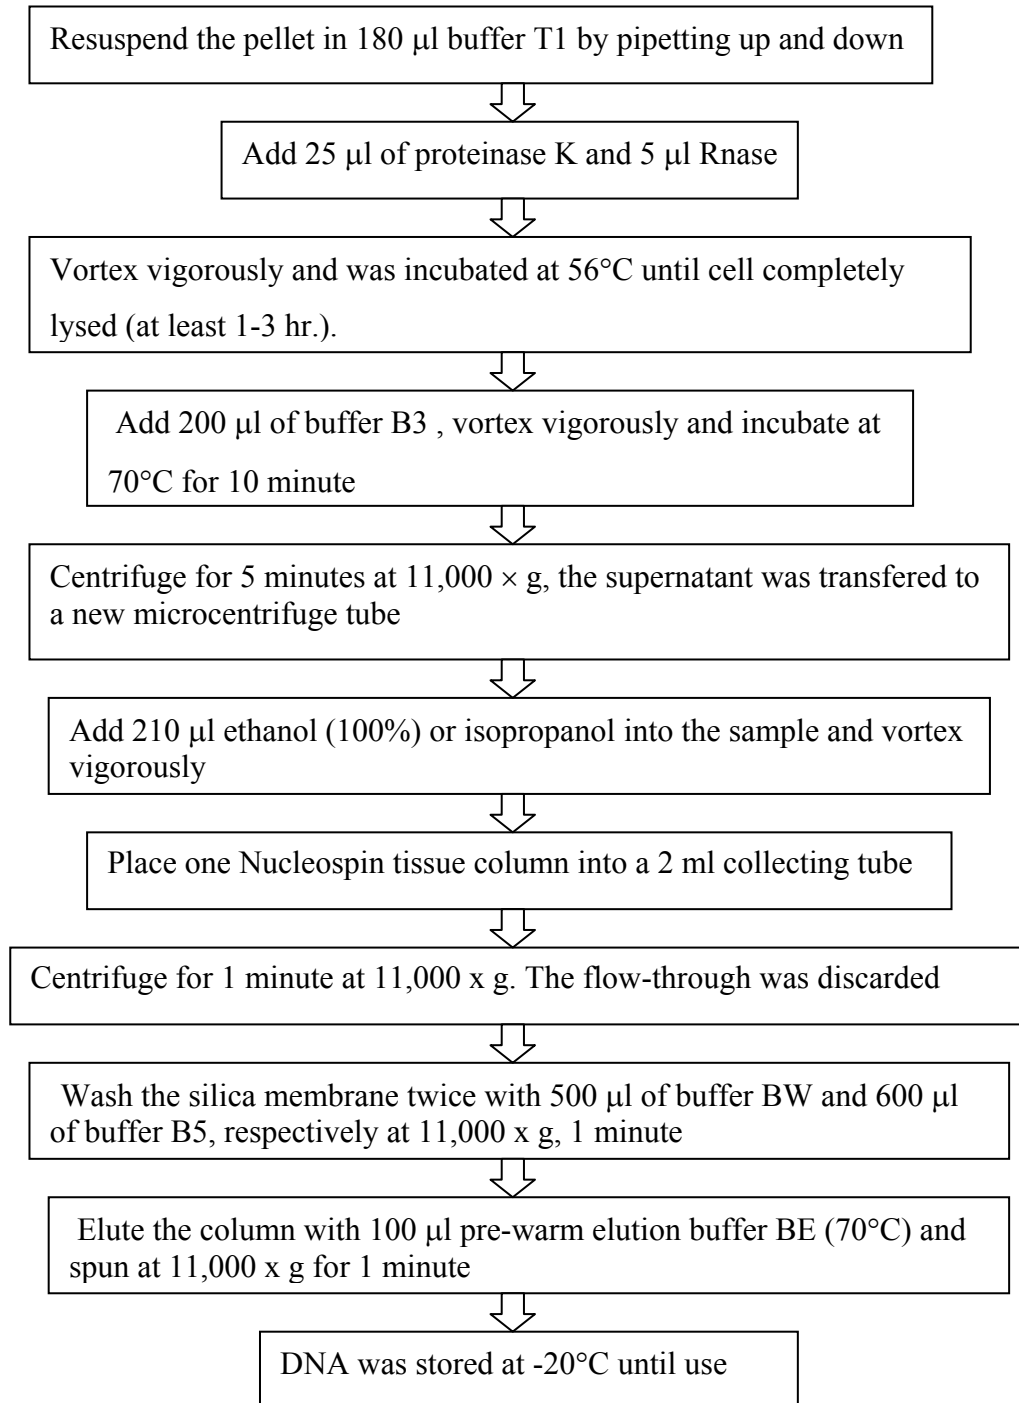 Resuspend the pellet in 180 μl buffer T1 by pipetting up and down
Add 25 μl of proteinase K and 5 μl Rnase
Vortex vigorously and was incubated at 56°C until cell completely
lysed (at least 1-3 hr.).
Add 200 μl of buffer B3 , vortex vigorously and incubate at
70°C for 10 minute
Centrifuge for 5 minutes at 11,000 × g, the supernatant was transfered to
a new microcentrifuge tube
Add 210 μl ethanol (100%) or isopropanol into the sample and vortex
vigorously
Place one Nucleospin tissue column into a 2 ml collecting tube
Centrifuge for 1 minute at 11,000 x g. The flow-through was discarded
Wash the silica membrane twice with 500 μl of buffer BW and 600 μl
of buffer B5, respectively at 11,000 x g, 1 minute
Elute the column with 100 μl pre-warm elution buffer BE (70°C) and
spun at 11,000 x g for 1 minute
DNA was stored at -20°C until use